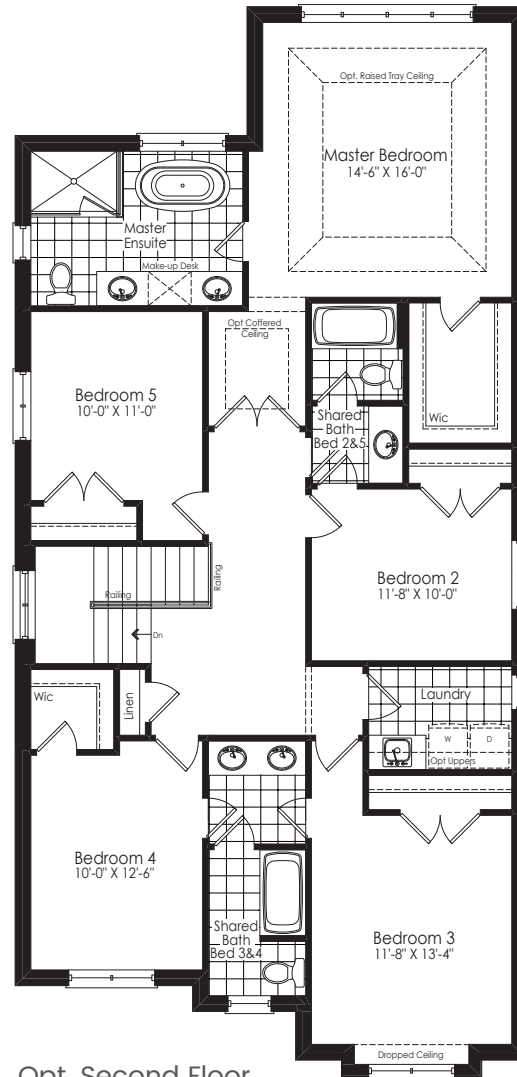 Opt. Raised Tray Ceiling
Master Bedroom
14'-6" X 16'-0"
Master
Ensuite
Make-up Desk
Opt Coffered
Ceiling
Bedroom 5
10'-0" X 11'-0"
Shared
Bath
Bed 2&5
Wic
Bedroom 2
11'-8" X 10'-0"
Railing
Railing
Dn
Wic
Linen
Laundry
W
D
Opt Uppers
Bedroom 4
10'-0" X 12'-6"
Shared
Bath
Bed 3&4
Bedroom 3
11'-8" X 13'-4"
Dropped Ceiling
Opt. Second Floor